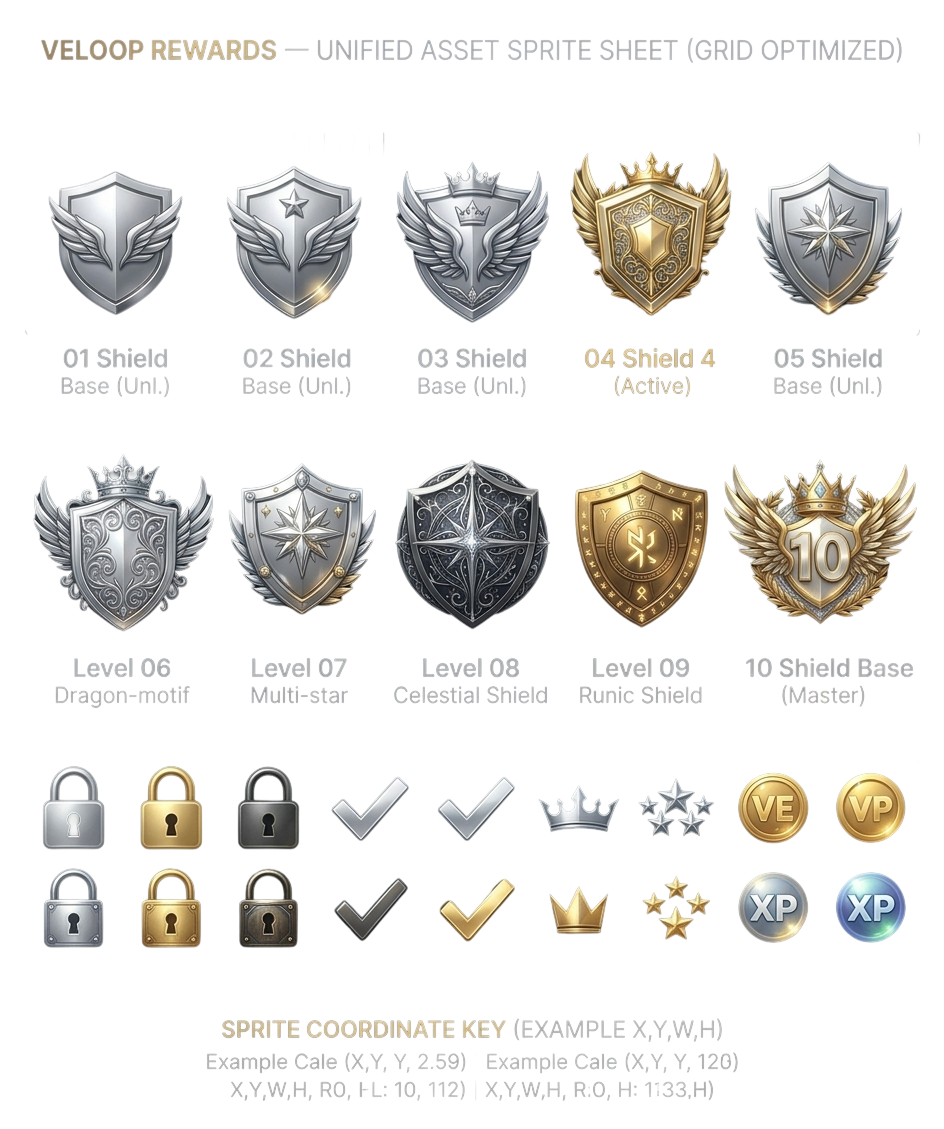 VELOOP REWARDS — UNIFIED ASSET SPRITE SHEET (GRID OPTIMIZED)
01 Shield
Base (Unl.)
02 Shield
Base (Unl.)
03 Shield
Base (Unl.)
04 Shield 4
(Active)
05 Shield
Base (Unl.)
10
Level 06
Dragon-motif
Level 07
Multi-star
Level 08
Celestial Shield
Level 09
Runic Shield
10 Shield Base
(Master)
VE
VP
XP
XP
SPRITE COORDINATE KEY (EXAMPLE X,Y,W,H)
Example Cale (X,Y, Y, 2.59) Example Cale (X,Y, Y, 120)
X,Y,W,H, R0, FL: 10, 112) | X,Y,W,H, R:0, H: 1133,H)